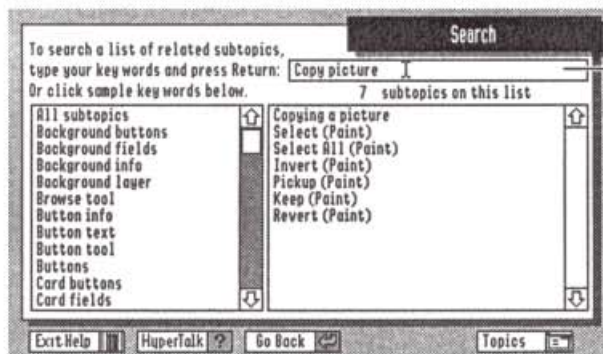 Search
To search a list of related subtopics,
type your key words and press Return: Copy picture
Or click sample key words below.
7 subtopics on this list
All subtopics
Background buttons
Background fields
Background info
Background layer
Browse tool
Button info
Button text
Button tool
Buttons
Card buttons
Card fields
Copying a picture
Select (Paint)
Select All (Paint)
Invert (Paint)
Pickup (Paint)
Keep (Paint)
Revert (Paint)
Exit Help
HyperTalk ?
Go Back
Topics